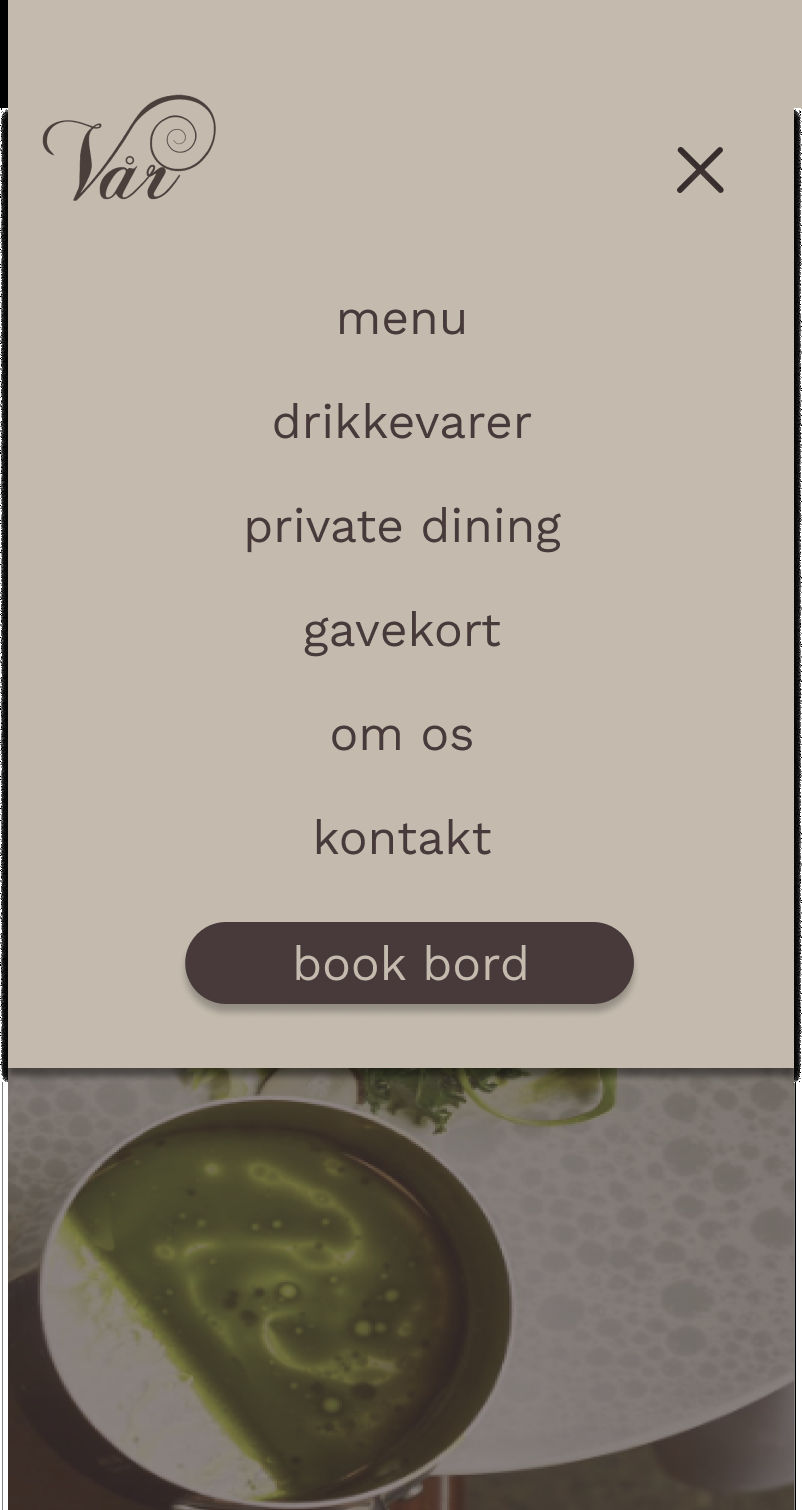 Vår
menu
drikkevarer
private dining
gavekort
om os
kontakt
book bord